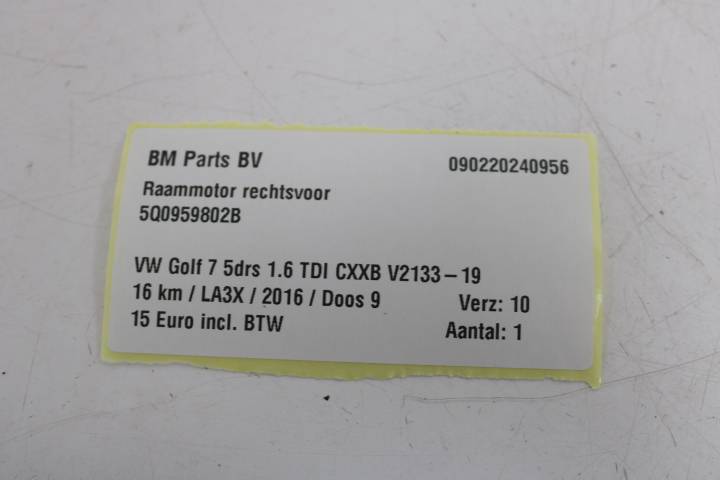 BM Parts BV 090220240956
Raammotor rechtsvoor
5Q0959802B
VW Golf 7 5drs 1.6 TDI CXXB V2133-19
16 km / LA3X / 2016 / Doos 9 Verz: 10
15 Euro incl. BTW Aantal: 1